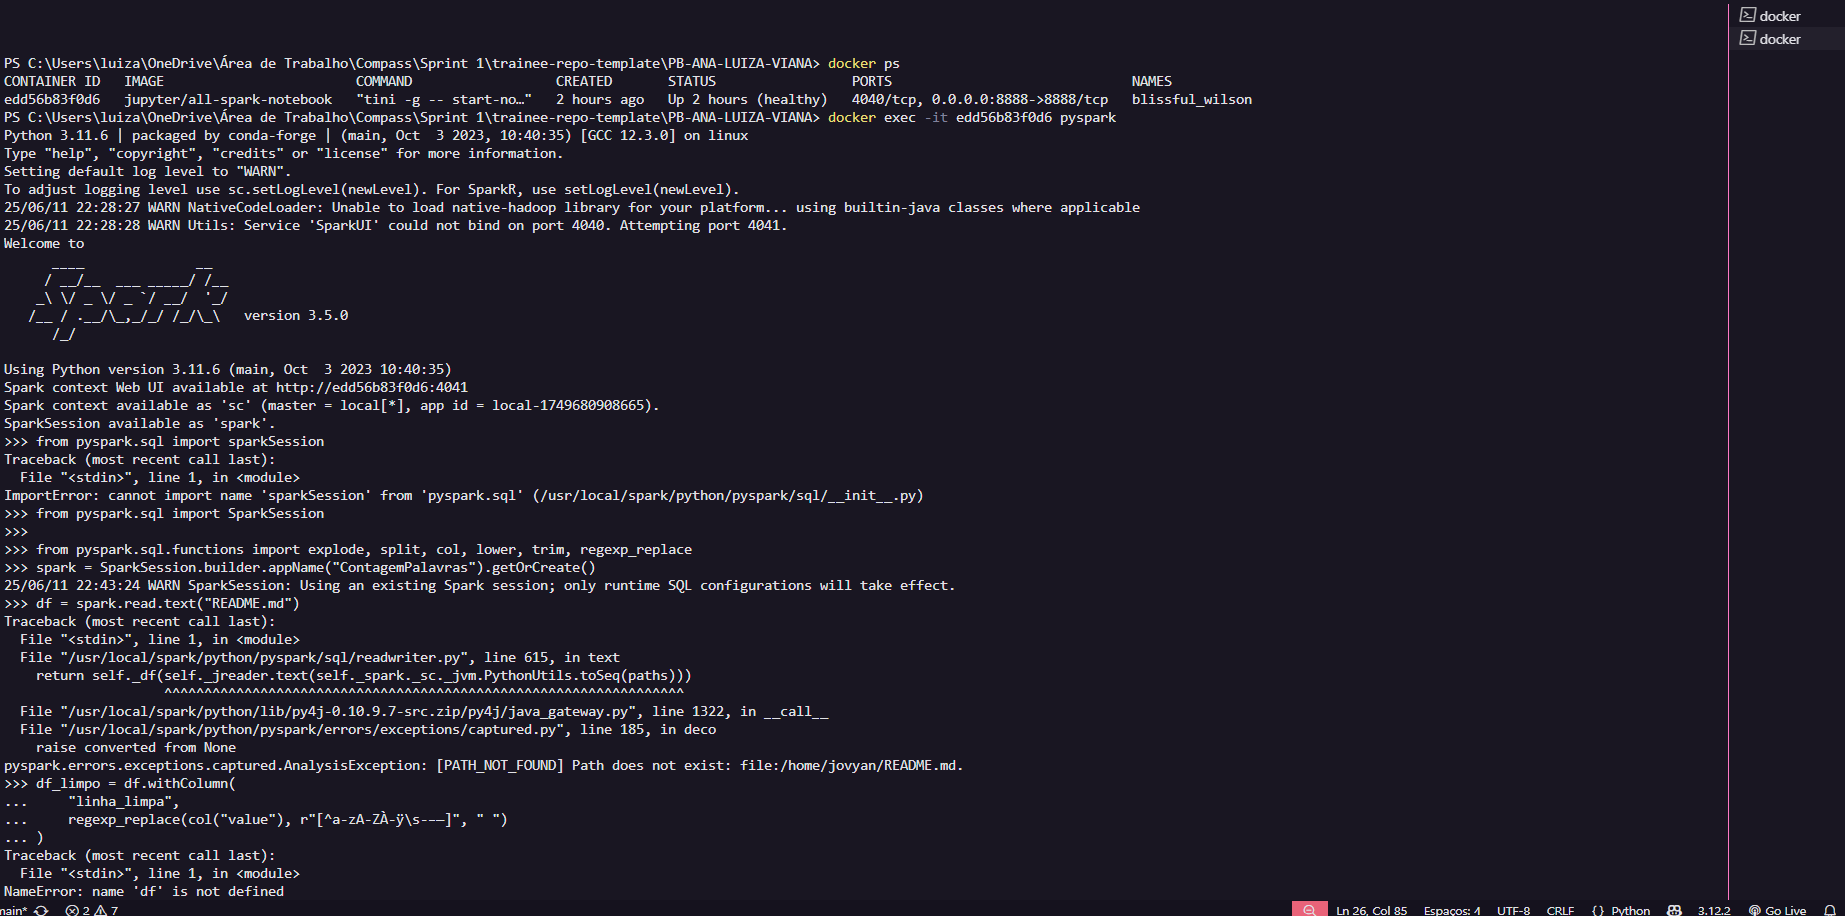 docker
docker
PS C:\Users\luiza\OneDrive\Área de Trabalho\Compass\Sprint 1\trainee-repo-template\PB-ANA-LUIZA-VIANA> docker ps
CONTAINER ID   IMAGE                        COMMAND                  CREATED       STATUS                 PORTS                              NAMES
edd56b83f0d6   jupyter/all-spark-notebook   "tini -g -- start-no…"   2 hours ago   Up 2 hours (healthy)   4040/tcp, 0.0.0.0:8888->8888/tcp   blissful_wilson
PS C:\Users\luiza\OneDrive\Área de Trabalho\Compass\Sprint 1\trainee-repo-template\PB-ANA-LUIZA-VIANA> docker exec -it edd56b83f0d6 pyspark
Python 3.11.6 | packaged by conda-forge | (main, Oct  3 2023, 10:40:35) [GCC 12.3.0] on linux
Type "help", "copyright", "credits" or "license" for more information.
Setting default log level to "WARN".
To adjust logging level use sc.setLogLevel(newLevel). For SparkR, use setLogLevel(newLevel).
25/06/11 22:28:27 WARN NativeCodeLoader: Unable to load native-hadoop library for your platform... using builtin-java classes where applicable
25/06/11 22:28:28 WARN Utils: Service 'SparkUI' could not bind on port 4040. Attempting port 4041.
Welcome to
      ____              __
     / __/__  ___ _____/ /__
    _\ \/ _ \/ _ `/ __/  '_/
   /__ / .__/\_,_/_/ /_/\_\   version 3.5.0
      /_/
Using Python version 3.11.6 (main, Oct  3 2023 10:40:35)
Spark context Web UI available at http://edd56b83f0d6:4041
Spark context available as 'sc' (master = local[*], app id = local-1749680908665).
SparkSession available as 'spark'.
>>> from pyspark.sql import sparkSession
Traceback (most recent call last):
  File "<stdin>", line 1, in <module>
ImportError: cannot import name 'sparkSession' from 'pyspark.sql' (/usr/local/spark/python/pyspark/sql/__init__.py)
>>> from pyspark.sql import SparkSession
>>>
>>> from pyspark.sql.functions import explode, split, col, lower, trim, regexp_replace
>>> spark = SparkSession.builder.appName("ContagemPalavras").getOrCreate()
25/06/11 22:43:24 WARN SparkSession: Using an existing Spark session; only runtime SQL configurations will take effect.
>>> df = spark.read.text("README.md")
Traceback (most recent call last):
  File "<stdin>", line 1, in <module>
  File "/usr/local/spark/python/pyspark/sql/readwriter.py", line 615, in text
    return self._df(self._jreader.text(self._spark._sc._jvm.PythonUtils.toSeq(paths)))
                    ^^^^^^^^^^^^^^^^^^^^^^^^^^^^^^^^^^^^^^^^^^^^^^^^^^^^^^^^^^^^^^^^^
  File "/usr/local/spark/python/lib/py4j-0.10.9.7-src.zip/py4j/java_gateway.py", line 1322, in __call__
  File "/usr/local/spark/python/pyspark/errors/exceptions/captured.py", line 185, in deco
    raise converted from None
pyspark.errors.exceptions.captured.AnalysisException: [PATH_NOT_FOUND] Path does not exist: file:/home/jovyan/README.md.
>>> df_limpo = df.withColumn(
...     "linha_limpa",
...     regexp_replace(col("value"), r"[^a-zA-ZÀ-ÿ\s-–—]", " ")
... )
Traceback (most recent call last):
  File "<stdin>", line 1, in <module>
NameError: name 'df' is not defined
main* 2 7 Ln 26, Col 85 Espaços: 4 UTF-8 CRLF {} Python 3.12.2 Go Live